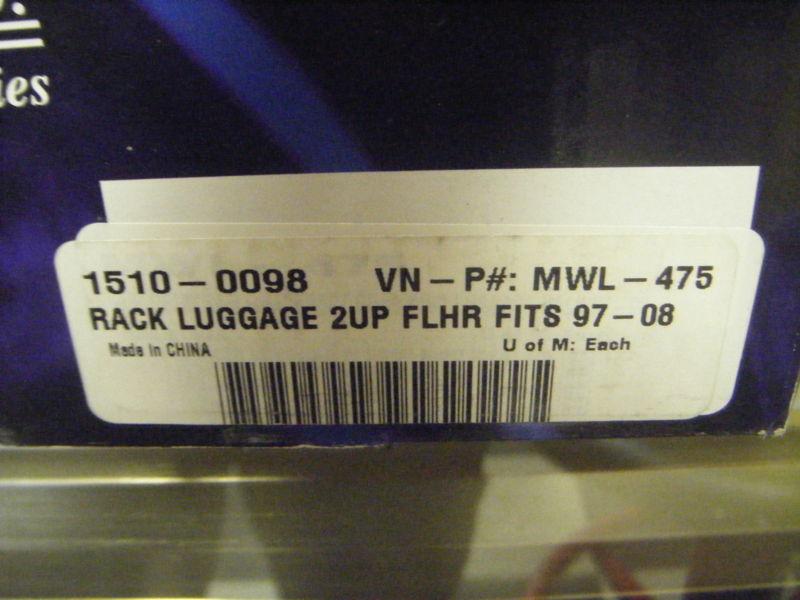 ies
1510-0098 VN-P#: MWL-475
RACK LUGGAGE 2UP FLHR FITS 97-08
Made in CHINA U of M: Each